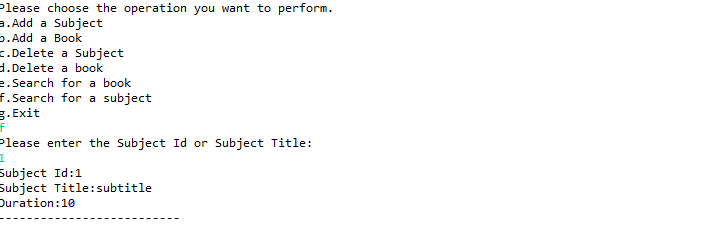 Please choose the operation you want to perform.
a.Add a Subject
b.Add a Book
c.Delete a Subject
d.Delete a book
e.Search for a book
f.Search for a subject
g.Exit
f
Please enter the Subject Id or Subject Title:
1
Subject Id:1
Subject Title:subtitle
Duration:10
--------------------------